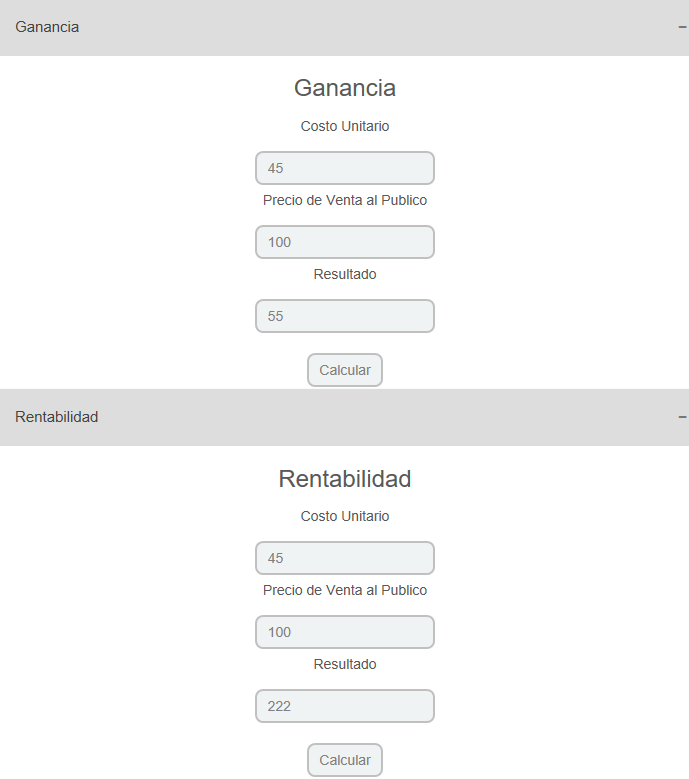 Ganancia −
Ganancia
Costo Unitario
45
Precio de Venta al Publico
100
Resultado
55
Calcular
Rentabilidad −
Rentabilidad
Costo Unitario
45
Precio de Venta al Publico
100
Resultado
222
Calcular